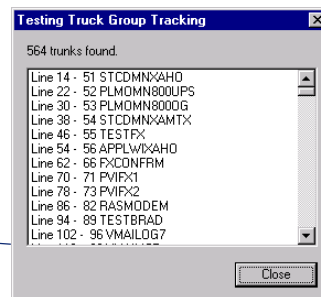 Testing Truck Group Tracking
564 trunks found.
Line 14 - 51 STCDMNXAHO
Line 22 - 52 PLMOMN800UPS
Line 30 - 53 PLMOMN800OG
Line 38 - 54 STCDMNXAMTX
Line 46 - 55 TESTFX
Line 54 - 56 APPLWIXAHO
Line 62 - 66 FXCONFRM
Line 70 - 71 PVIFX1
Line 78 - 73 PVIFX2
Line 86 - 82 RASMODEM
Line 94 - 89 TESTBRAD
Line 102 - 96 VMAILOG7
Close